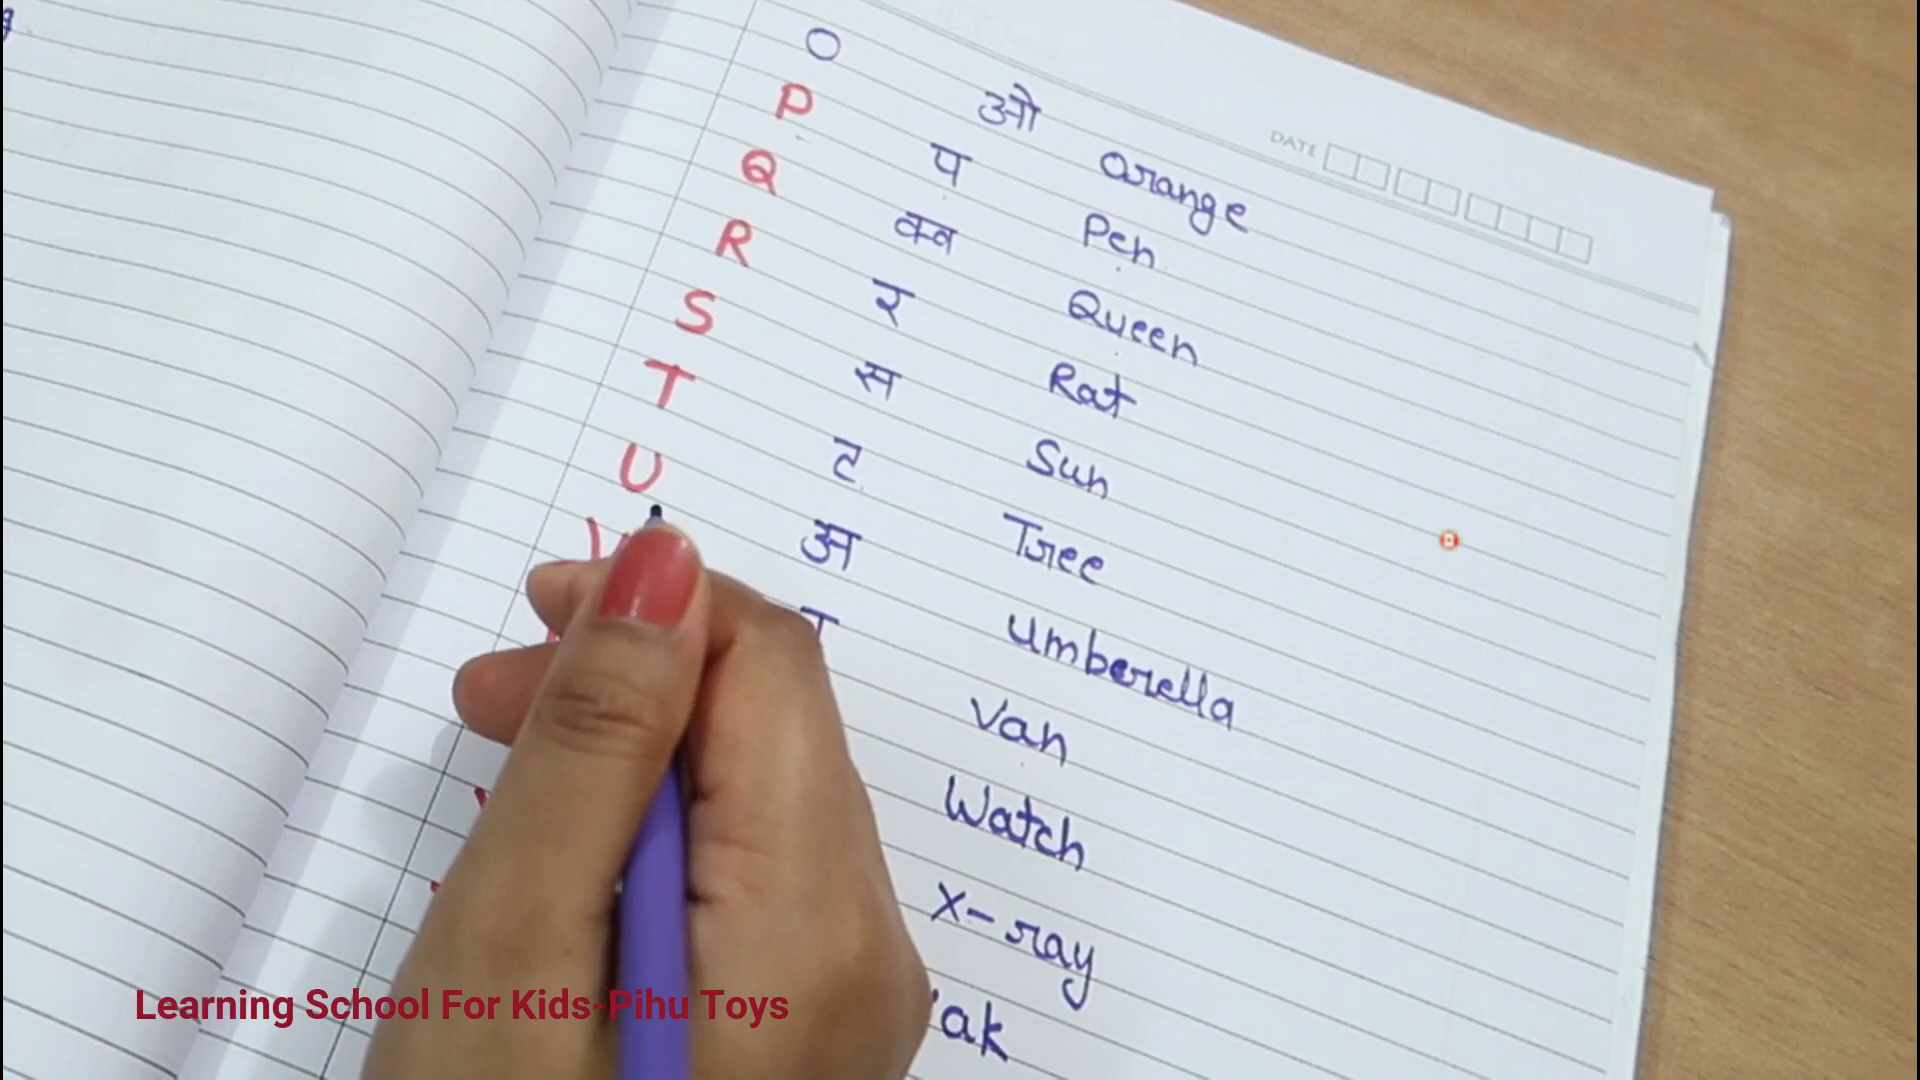 DATE
O ओ Orange
P प Pen
Q क्व Queen
R र Rat
S स Sun
T ट Tree
U अ Umberella
Van
Watch
X-ray
Learning School For Kids-Pihu Toys